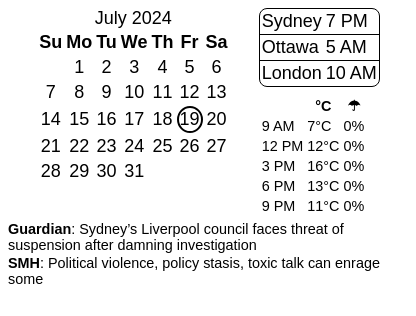 July 2024
Su Mo Tu We Th Fr Sa
1 2 3 4 5 6
7 8 9 10 11 12 13
14 15 16 17 18 19 20
21 22 23 24 25 26 27
28 29 30 31
Sydney 7 PM
Ottawa 5 AM
London 10 AM
°C ☂
9 AM 7°C 0%
12 PM 12°C 0%
3 PM 16°C 0%
6 PM 13°C 0%
9 PM 11°C 0%
Guardian: Sydney’s Liverpool council faces threat of
suspension after damning investigation
SMH: Political violence, policy stasis, toxic talk can enrage
some